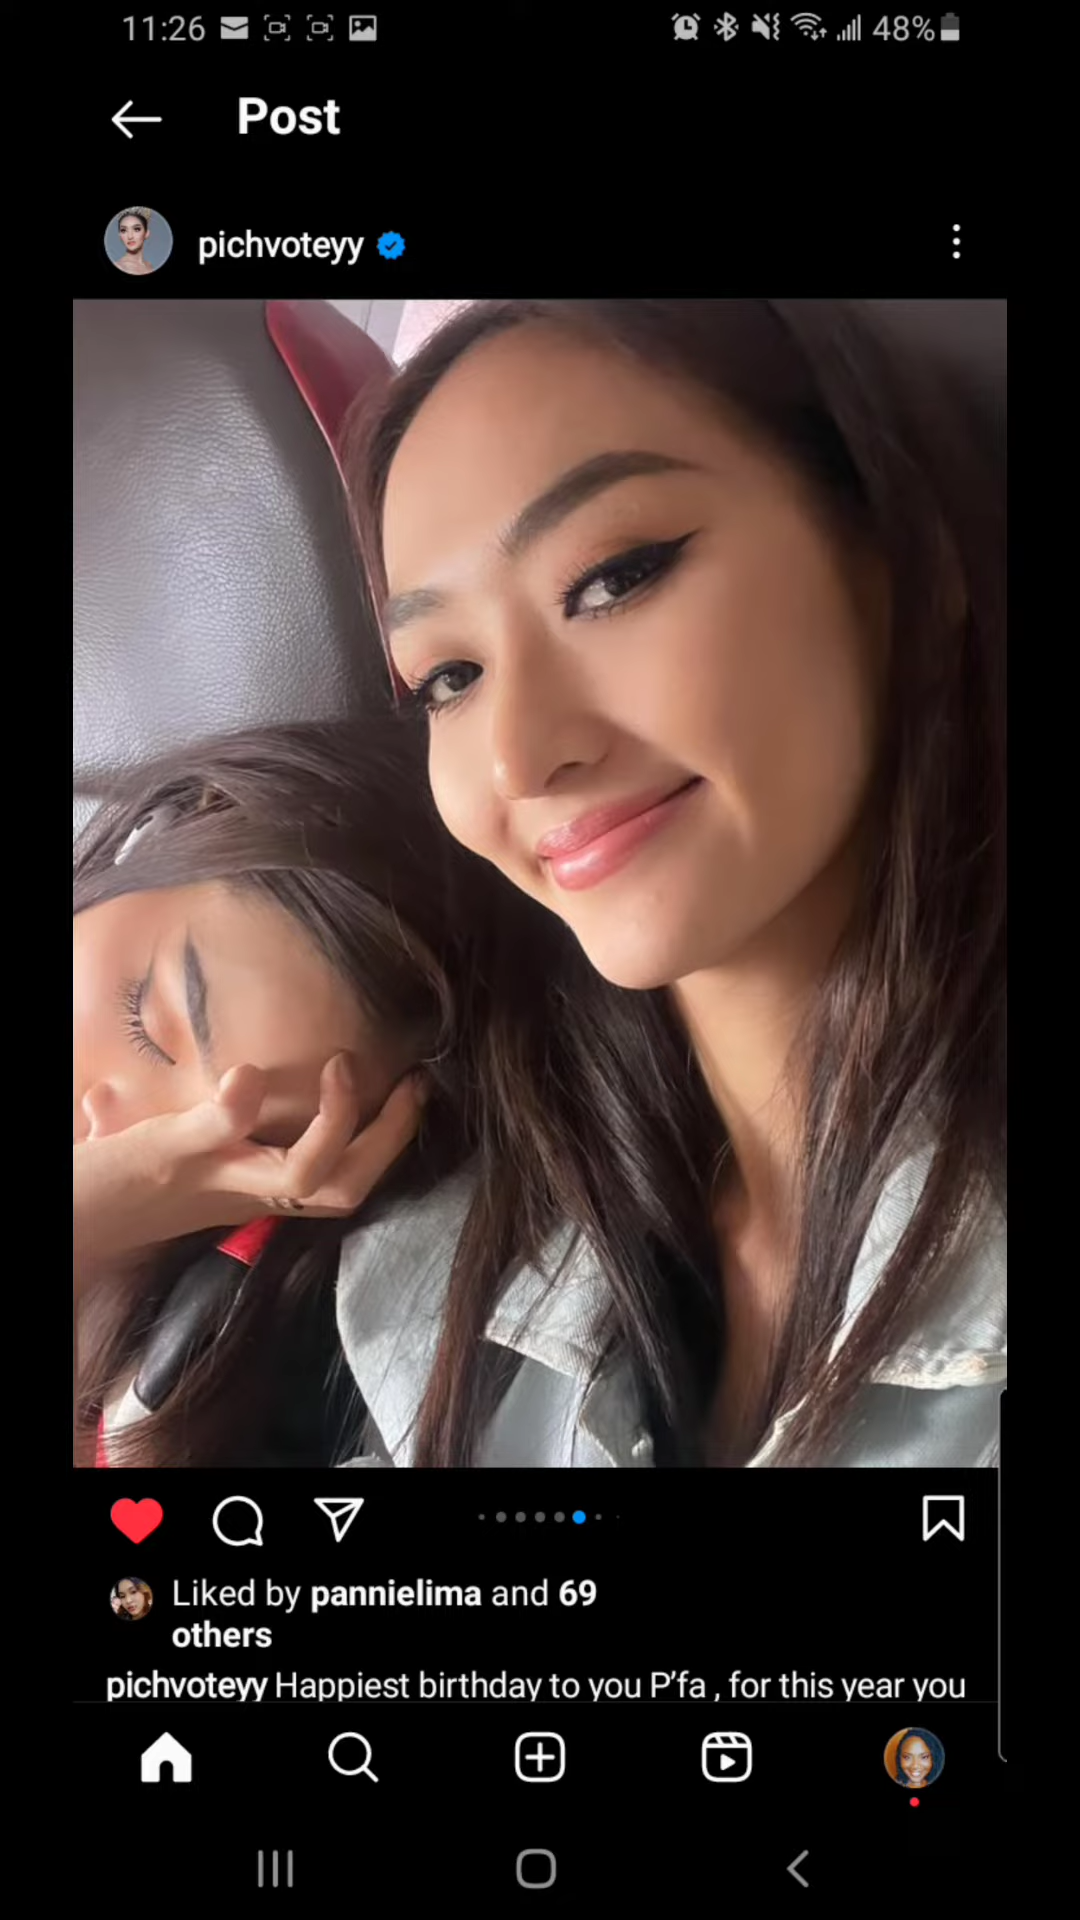 11:26 48%
Post
pichvoteyy
Liked by pannielima and 69
others
pichvoteyy Happiest birthday to you P'fa , for this year you